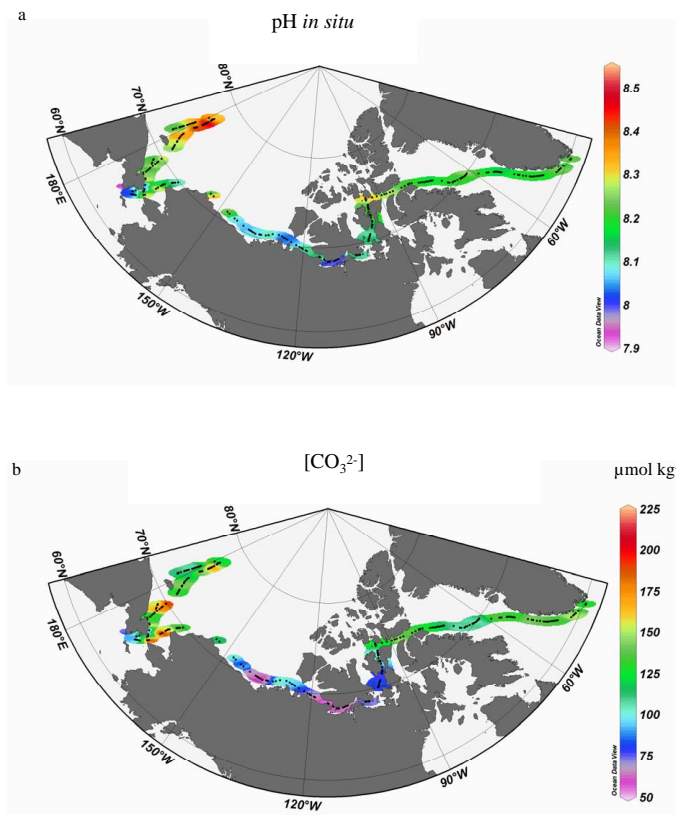 a
pH in situ
80°N
70°N
60°N
180°E
150°W
120°W
90°W
60°W
8.5
8.4
8.3
8.2
8.1
8
7.9
Ocean Data View
b
[CO₃²⁻]
µmol kg
80°N
70°N
60°N
180°E
150°W
120°W
90°W
60°W
225
200
175
150
125
100
75
50
Ocean Data View